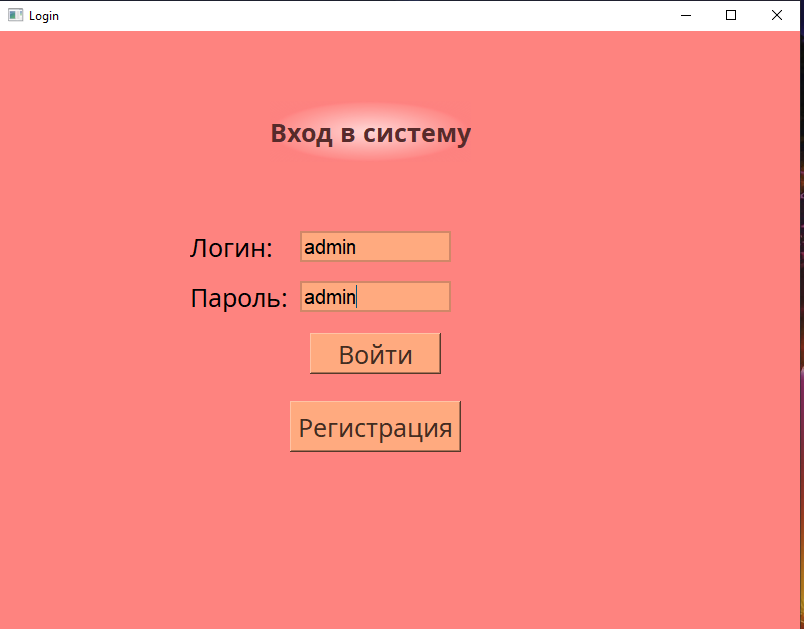 Login
Вход в систему
Логин: admin
Пароль: admin
Войти
Регистрация